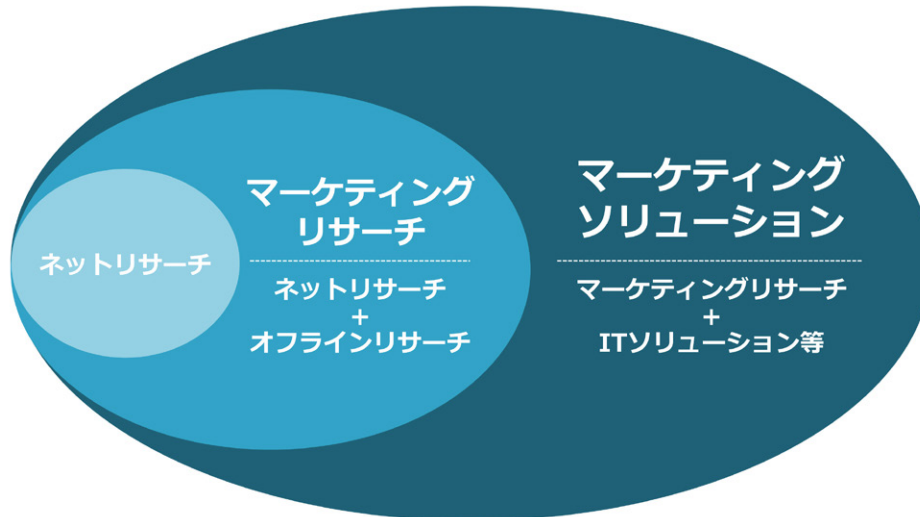 ネットリサーチ
マーケティング
リサーチ
ネットリサーチ
+
オフラインリサーチ
マーケティング
ソリューション
マーケティングリサーチ
+
ITソリューション等